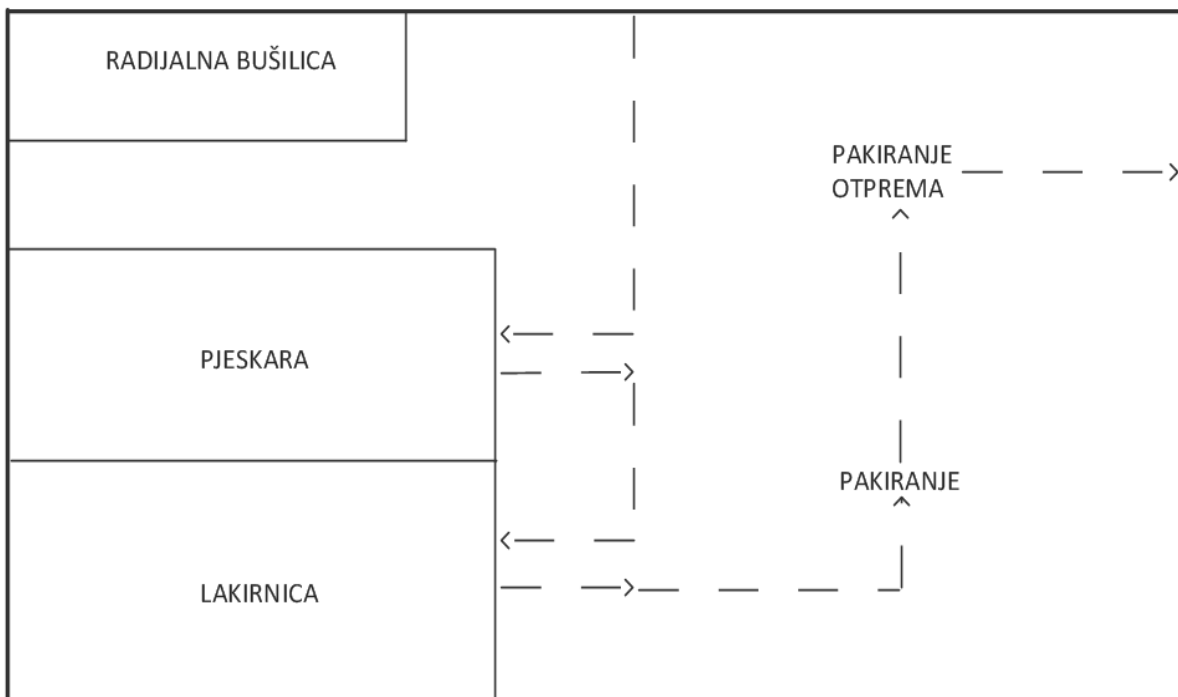 RADIJALNA BUŠILICA
PAKIRANJE
OTPREMA
PJESKARA
PAKIRANJE
LAKIRNICA